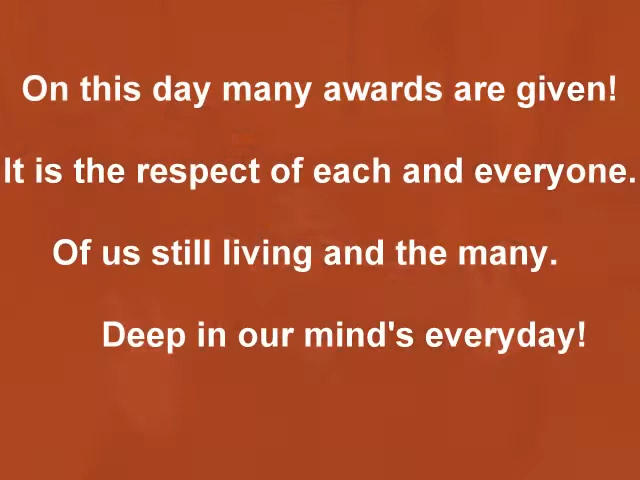 On this day many awards are given!
It is the respect of each and everyone.
Of us still living and the many.
Deep in our mind's everyday!